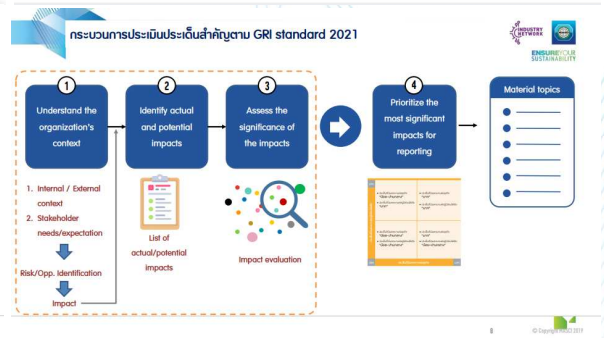 กระบวนการประเมินประเด็นสำคัญตาม GRI standard 2021
INDUSTRY
NETWORK
ENSUREYOUR
SUSTAINABILITY
1
Understand the
organization's
context
2
Identify actual
and potential
impacts
3
Assess the
significance of
the impacts
4
Prioritize the
most significant
impacts for
reporting
Material topics
1. Internal / External
context
2. Stakeholder
needs/expectation
Risk/Opp. Identification
Impact
List of
actual/potential
impacts
Impact evaluation
8
© Copyright
2019